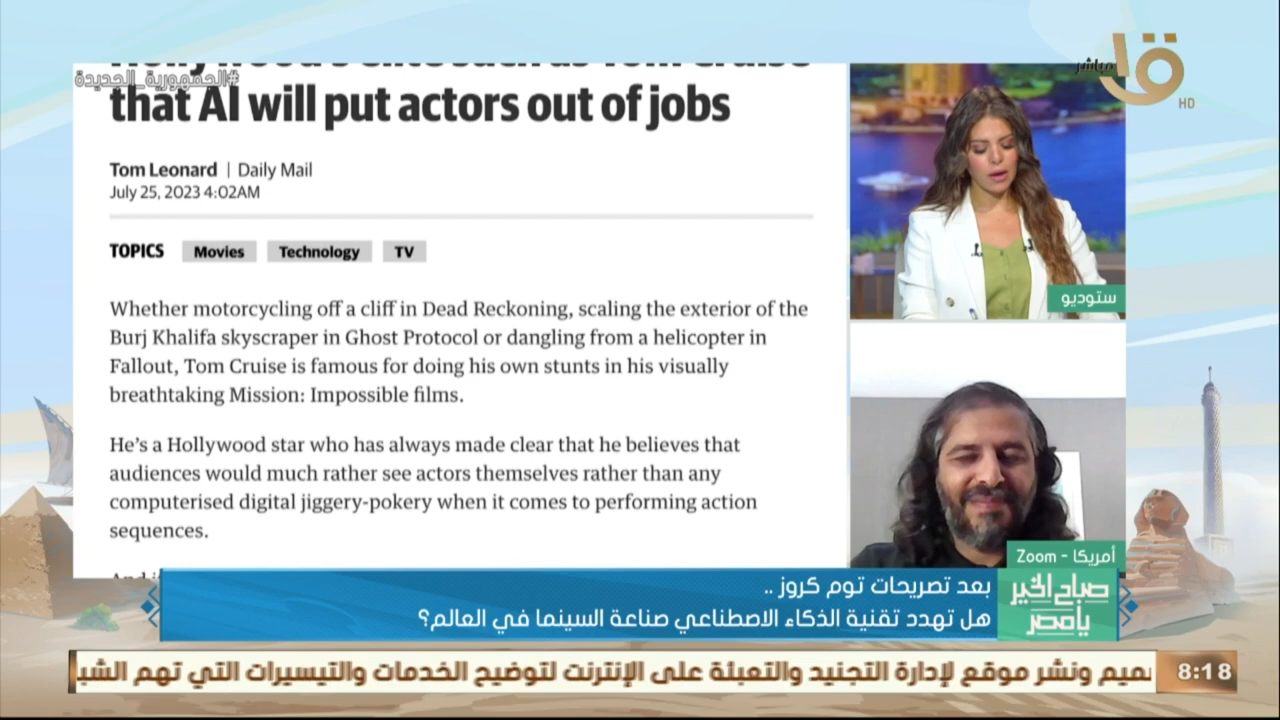 #الجمهورية_الجديدة
مباشر
HD
that AI will put actors out of jobs
Tom Leonard | Daily Mail
July 25, 2023 4:02AM
TOPICS Movies Technology TV
Whether motorcycling off a cliff in Dead Reckoning, scaling the exterior of the
Burj Khalifa skyscraper in Ghost Protocol or dangling from a helicopter in
Fallout, Tom Cruise is famous for doing his own stunts in his visually
breathtaking Mission: Impossible films.
He’s a Hollywood star who has always made clear that he believes that
audiences would much rather see actors themselves rather than any
computerised digital jiggery-pokery when it comes to performing action
sequences.
ستوديو
أمريكا - Zoom
صباح الخير
يا مصر
بعد تصريحات توم كروز ..
هل تهدد تقنية الذكاء الاصطناعي صناعة السينما في العالم؟
ونشر موقع لإدارة التجنيد والتعبئة على الإنترنت لتوضيح الخدمات والتيسيرات التي تهم
8:18